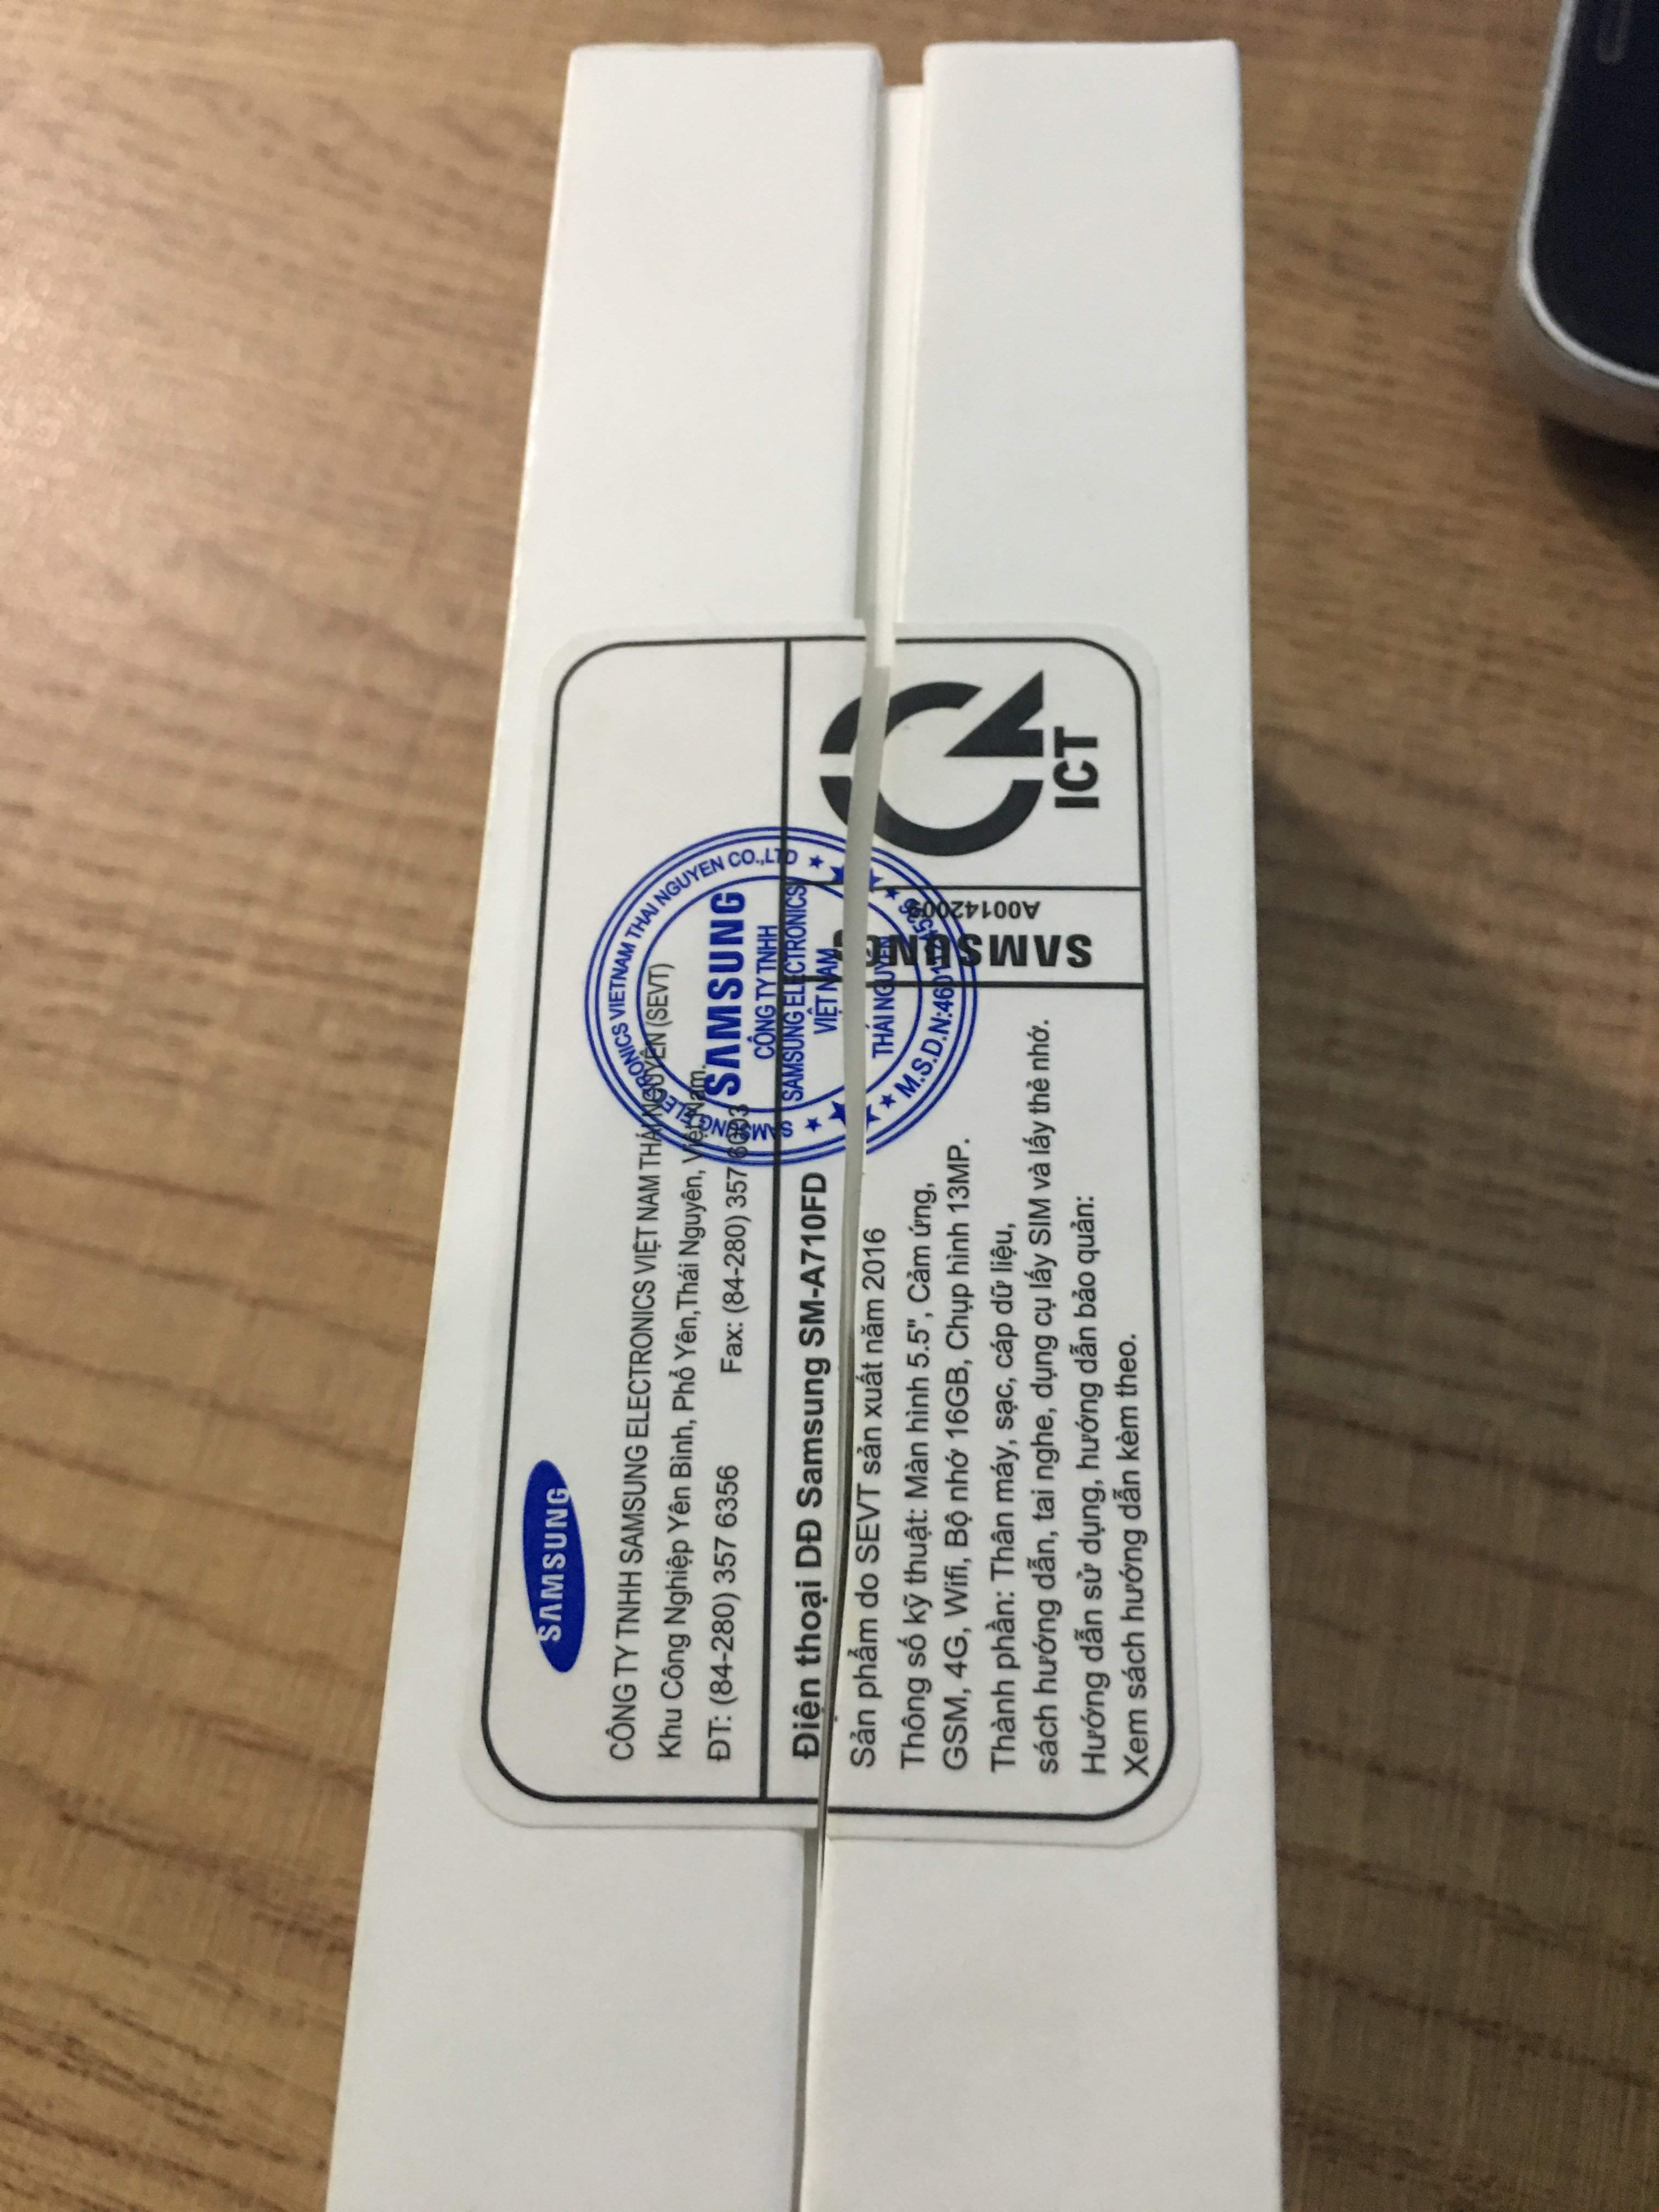 SAMSUNG
CÔNG TY TNHH SAMSUNG ELECTRONICS VIỆT NAM THÁI NGUYÊN (SEVT)
Khu Công Nghiệp Yên Bình, Phổ Yên,Thái Nguyên, Việt Nam.
ĐT: (84-280) 357 6356 Fax: (84-280) 357 6003
SAMSUNG ELECTRONICS VIETNAM THAI NGUYEN CO.,LTD
SAMSUNG
CÔNG TY TNHH
SAMSUNG ELECTRONICS
VIỆT NAM
THÁI NGUYÊN
M.S.D.N:
Điện thoại DĐ Samsung SM-A710FD
Sản phẩm do SEVT sản xuất năm 2016
Thông số kỹ thuật: Màn hình 5.5", Cảm ứng,
GSM, 4G, Wifi, Bộ nhớ 16GB, Chụp hình 13MP.
Thành phần: Thân máy, sạc, cáp dữ liệu,
sách hướng dẫn, tai nghe, dụng cụ lấy SIM và lấy thẻ nhớ.
Hướng dẫn sử dụng, hướng dẫn bảo quản:
Xem sách hướng dẫn kèm theo.
SAMSUNG
A00142009
ICT